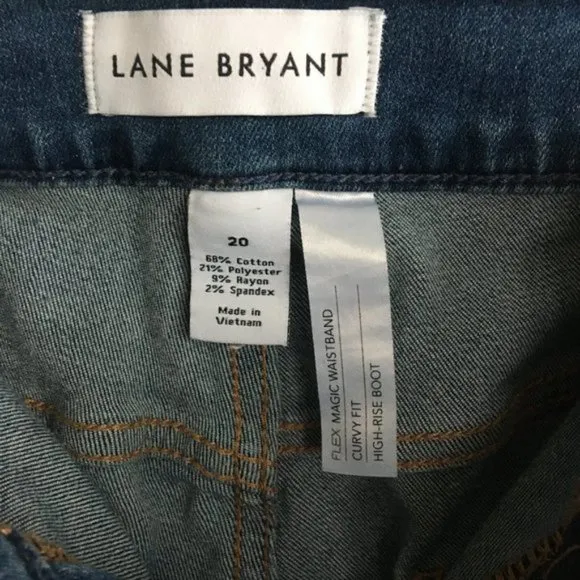 LANE BRYANT
20
68% Cotton
21% Polyester
9% Rayon
2% Spandex
Made in
Vietnam
FLEX MAGIC WAISTBAND
CURVY FIT
HIGH-RISE BOOT